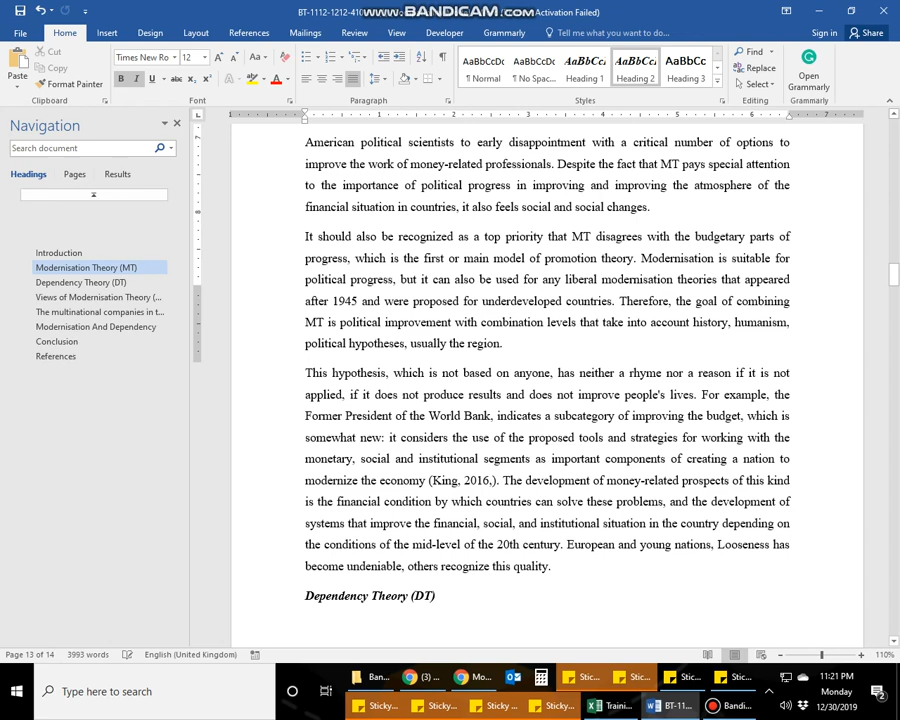 BT-1112-1212-410
www.BANDICAM.com
Activation Failed)
File Home Insert Design Layout References Mailings Review View Developer Grammarly Tell me what you want to do... Sign in Share
Paste
Cut
Copy
Format Painter
Clipboard
Times New Ro 12
B I U abc x₂ x² A
Font
Paragraph
AaBbCcDc AaBbCcDc AaBbCcI AaBbCcI AaBbCc
¶ Normal ¶ No Spac... Heading 1 Heading 2 Heading 3
Styles
Find
Replace
Select
Editing
Open
Grammarly
Grammarly
Navigation
Search document
Headings Pages Results
Introduction
Modernisation Theory (MT)
Dependency Theory (DT)
Views of Modernisation Theory (...
The multinational companies in t...
Modernisation And Dependency
Conclusion
References
1 1 2 3 4 5 6 7
7
8
American political scientists to early disappointment with a critical number of options to
improve the work of money-related professionals. Despite the fact that MT pays special attention
to the importance of political progress in improving and improving the atmosphere of the
financial situation in countries, it also feels social and social changes.
It should also be recognized as a top priority that MT disagrees with the budgetary parts of
progress, which is the first or main model of promotion theory. Modernisation is suitable for
political progress, but it can also be used for any liberal modernisation theories that appeared
after 1945 and were proposed for underdeveloped countries. Therefore, the goal of combining
MT is political improvement with combination levels that take into account history, humanism,
political hypotheses, usually the region.
This hypothesis, which is not based on anyone, has neither a rhyme nor a reason if it is not
applied, if it does not produce results and does not improve people's lives. For example, the
Former President of the World Bank, indicates a subcategory of improving the budget, which is
somewhat new: it considers the use of the proposed tools and strategies for working with the
monetary, social and institutional segments as important components of creating a nation to
modernize the economy (King, 2016,). The development of money-related prospects of this kind
is the financial condition by which countries can solve these problems, and the development of
systems that improve the financial, social, and institutional situation in the country depending on
the conditions of the mid-level of the 20th century. European and young nations, Looseness has
become undeniable, others recognize this quality.
Dependency Theory (DT)
Page 13 of 14 3993 words English (United Kingdom) 110%
Type here to search
Ban... (3) ... Mo... Stic... Stic... Stic... Stic...
Sticky... Sticky... Sticky ... Sticky... Traini... BT-11... Bandi...
11:21 PM
Monday
12/30/2019
2